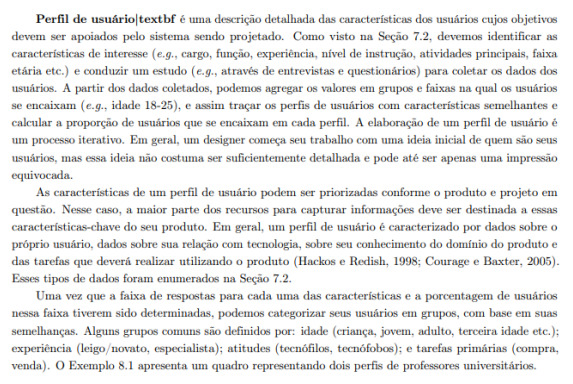 Perfil de usuário|textbf é uma descrição detalhada das características dos usuários cujos objetivos
devem ser apoiados pelo sistema sendo projetado. Como visto na Seção 7.2, devemos identificar as
características de interesse (e.g., cargo, função, experiência, nível de instrução, atividades principais, faixa
etária etc.) e conduzir um estudo (e.g., através de entrevistas e questionários) para coletar os dados dos
usuários. A partir dos dados coletados, podemos agregar os valores em grupos e faixas na qual os usuários
se encaixam (e.g., idade 18-25), e assim traçar os perfis de usuários com características semelhantes e
calcular a proporção de usuários que se encaixam em cada perfil. A elaboração de um perfil de usuário é
um processo iterativo. Em geral, um designer começa seu trabalho com uma ideia inicial de quem são seus
usuários, mas essa ideia não costuma ser suficientemente detalhada e pode até ser apenas uma impressão
equivocada.
As características de um perfil de usuário podem ser priorizadas conforme o produto e projeto em
questão. Nesse caso, a maior parte dos recursos para capturar informações deve ser destinada a essas
características-chave do seu produto. Em geral, um perfil de usuário é caracterizado por dados sobre o
próprio usuário, dados sobre sua relação com tecnologia, sobre seu conhecimento do domínio do produto e
das tarefas que deverá realizar utilizando o produto (Hackos e Redish, 1998; Courage e Baxter, 2005).
Esses tipos de dados foram enumerados na Seção 7.2.
Uma vez que a faixa de respostas para cada uma das características e a porcentagem de usuários
nessa faixa tiverem sido determinadas, podemos categorizar seus usuários em grupos, com base em suas
semelhanças. Alguns grupos comuns são definidos por: idade (criança, jovem, adulto, terceira idade etc.);
experiência (leigo/novato, especialista); atitudes (tecnófilos, tecnófobos); e tarefas primárias (compra,
venda). O Exemplo 8.1 apresenta um quadro representando dois perfis de professores universitários.